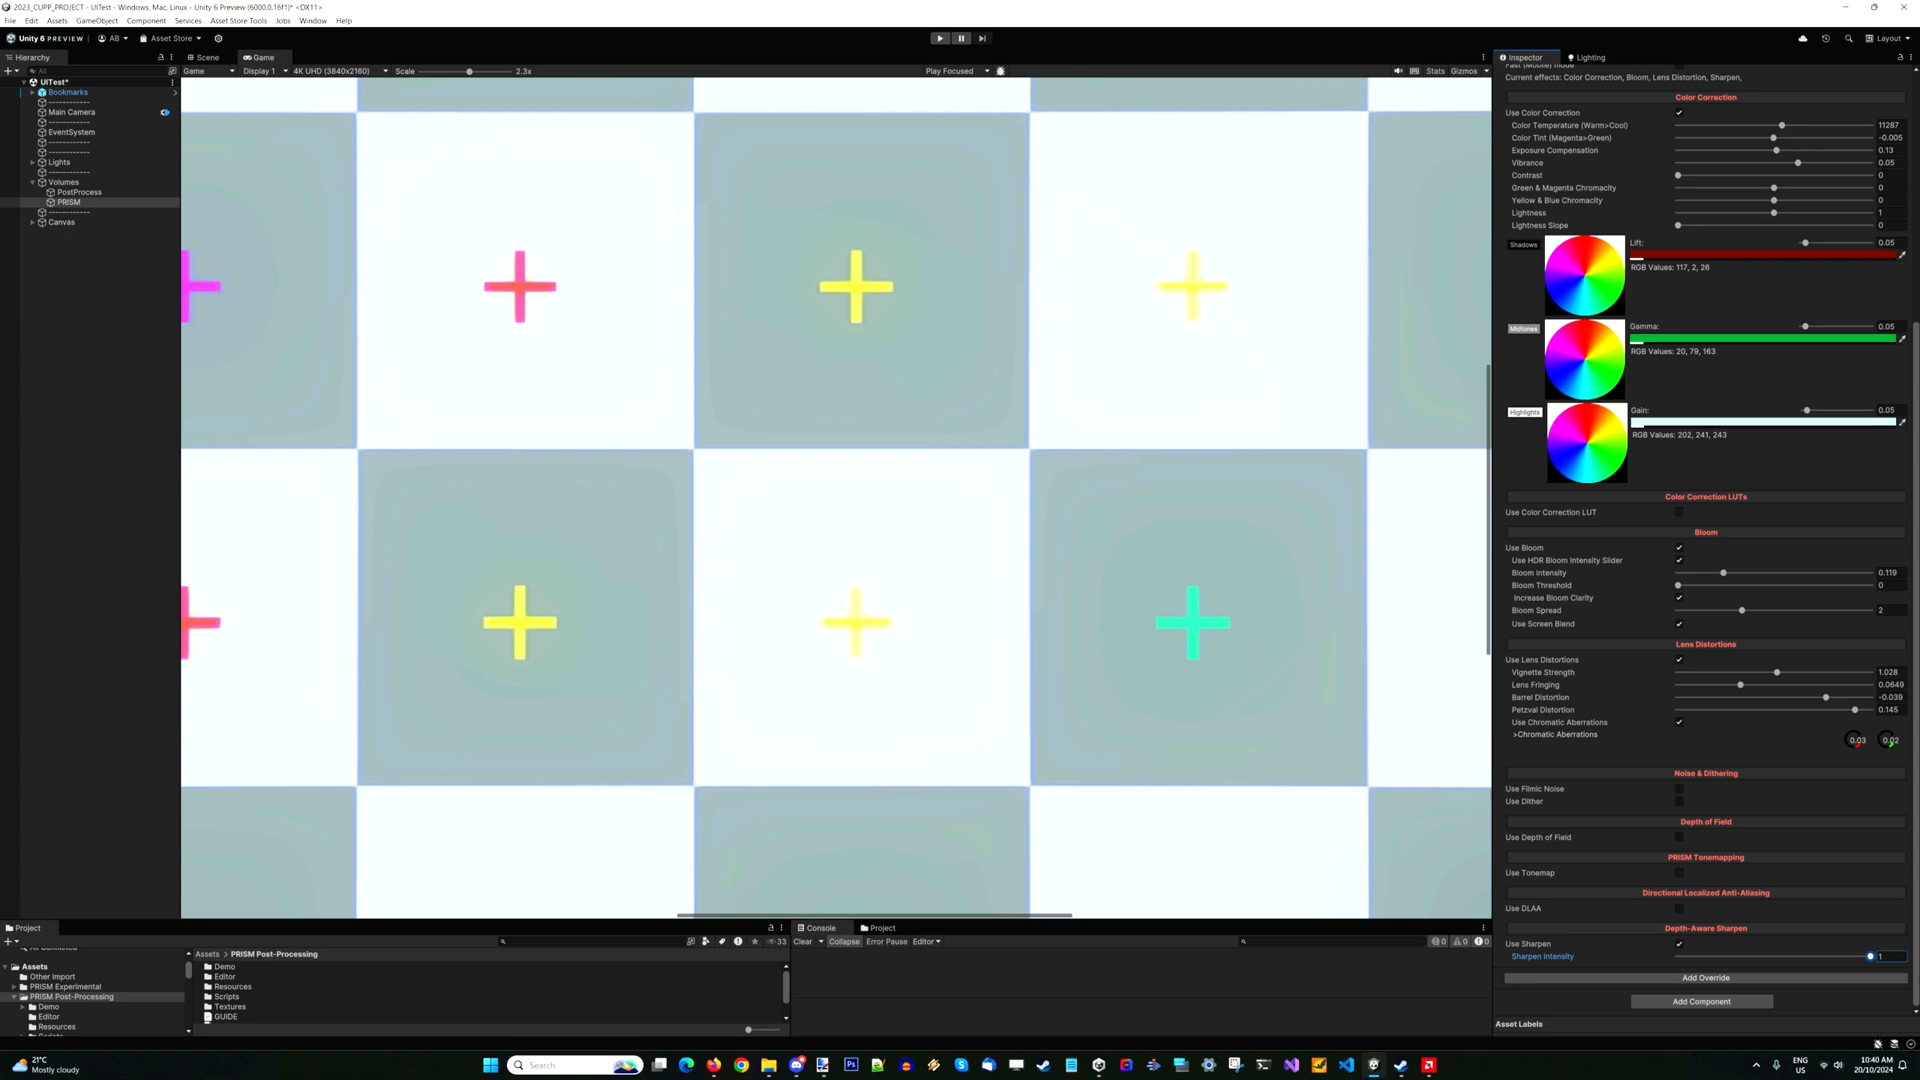 2023_CUPP_PROJECT - UITest - Windows, Mac, Linux - Unity 6 Preview (6000.0.16f1)* <DX11>
File Edit Assets GameObject Component Services Asset Store Tools Jobs Window Help
Unity 6 PREVIEW AB Asset Store Layout
Hierarchy Scene Game Inspector Lighting
All Game Display 1 4K UHD (3840x2160) Scale 2.3x Play Focused Stats Gizmos
UITest*
Bookmarks
------------
Main Camera
------------
EventSystem
------------
------------
Lights
------------
Volumes
PostProcess
PRISM
------------
Canvas
Current effects: Color Correction, Bloom, Lens Distortion, Sharpen,
Color Correction
Use Color Correction
Color Temperature (Warm>Cool) 11287
Color Tint (Magenta>Green) -0.005
Exposure Compensation 0.13
Vibrance 0.05
Contrast 0
Green & Magenta Chromacity 0
Yellow & Blue Chromacity 0
Lightness 1
Lightness Slope 0
Shadows Lift: 0.05
RGB Values: 117, 2, 26
Midtones Gamma: 0.05
RGB Values: 20, 79, 163
Highlights Gain: 0.05
RGB Values: 202, 241, 243
Color Correction LUTs
Use Color Correction LUT
Bloom
Use Bloom
Use HDR Bloom Intensity Slider
Bloom Intensity 0.119
Bloom Threshold 0
Increase Bloom Clarity
Bloom Spread 2
Use Screen Blend
Lens Distortions
Use Lens Distortions
Vignette Strength 1.028
Lens Fringing 0.0649
Barrel Distortion -0.039
Petzval Distortion 0.145
Use Chromatic Aberrations
>Chromatic Aberrations 0.03 0.02
Noise & Dithering
Use Filmic Noise
Use Dither
Depth of Field
Use Depth of Field
PRISM Tonemapping
Use Tonemap
Directional Localized Anti-Aliasing
Use DLAA
Depth-Aware Sharpen
Use Sharpen
Sharpen Intensity 1
Add Override
Add Component
Asset Labels
Project
33
Assets
Other Import
PRISM Experimental
PRISM Post-Processing
Demo
Editor
Resources
Assets > PRISM Post-Processing
Demo
Editor
Resources
Scripts
Textures
GUIDE
Console Project
Clear Collapse Error Pause Editor 0 0 0
21°C
Mostly cloudy
Search
ENG
US
10:40 AM
20/10/2024